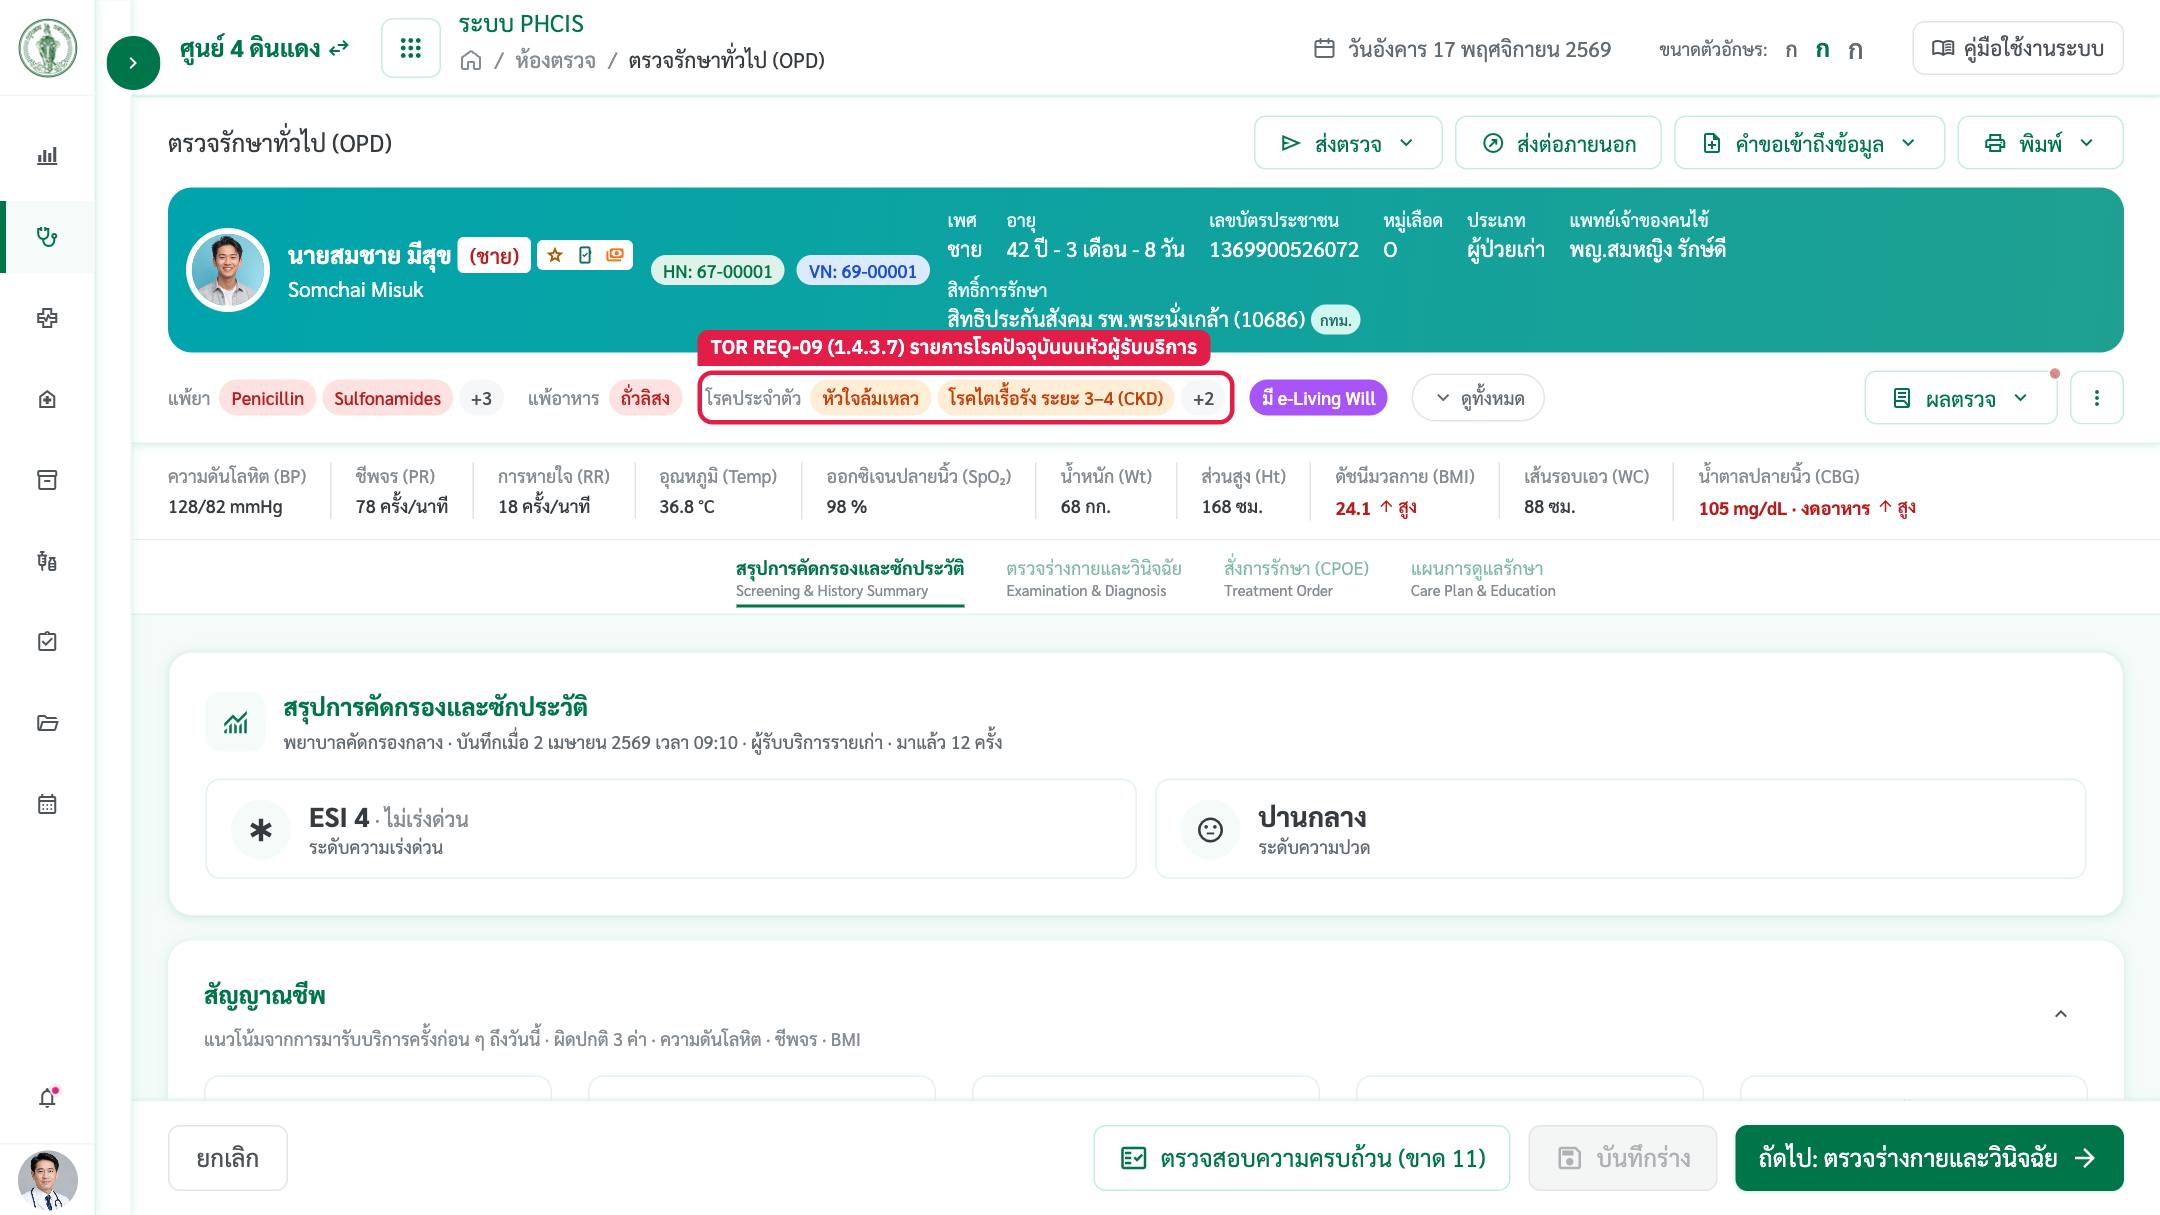 ศูนย์ 4 ดินแดง
ระบบ PHCIS
/ ห้องตรวจ / ตรวจรักษาทั่วไป (OPD)
วันอังคาร 17 พฤศจิกายน 2569
ขนาดตัวอักษร: ก ก ก
คู่มือใช้งานระบบ
ตรวจรักษาทั่วไป (OPD)
ส่งตรวจ
ส่งต่อภายนอก
คำขอเข้าถึงข้อมูล
พิมพ์
นายสมชาย มีสุข (ชาย)
Somchai Misuk
HN: 67-00001
VN: 69-00001
เพศ อายุ เลขบัตรประชาชน หมู่เลือด ประเภท แพทย์เจ้าของคนไข้
ชาย 42 ปี - 3 เดือน - 8 วัน 1369900526072 O ผู้ป่วยเก่า พญ.สมหญิง รักษ์ดี
สิทธิ์การรักษา
สิทธิประกันสังคม รพ.พระนั่งเกล้า (10686) กทม.
TOR REQ-09 (1.4.3.7) รายการโรคปัจจุบันบนหัวผู้รับบริการ
แพ้ยา Penicillin Sulfonamides +3 แพ้อาหาร ถั่วลิสง โรคประจำตัว หัวใจล้มเหลว โรคไตเรื้อรัง ระยะ 3–4 (CKD) +2 มี e-Living Will ดูทั้งหมด
ผลตรวจ
ความดันโลหิต (BP) ชีพจร (PR) การหายใจ (RR) อุณหภูมิ (Temp) ออกซิเจนปลายนิ้ว (SpO₂) น้ำหนัก (Wt) ส่วนสูง (Ht) ดัชนีมวลกาย (BMI) เส้นรอบเอว (WC) น้ำตาลปลายนิ้ว (CBG)
128/82 mmHg 78 ครั้ง/นาที 18 ครั้ง/นาที 36.8 °C 98 % 68 กก. 168 ซม. 24.1 ↑ สูง 88 ซม. 105 mg/dL · งดอาหาร ↑ สูง
สรุปการคัดกรองและซักประวัติ ตรวจร่างกายและวินิจฉัย สั่งการรักษา (CPOE) แผนการดูแลรักษา
Screening & History Summary Examination & Diagnosis Treatment Order Care Plan & Education
สรุปการคัดกรองและซักประวัติ
พยาบาลคัดกรองกลาง · บันทึกเมื่อ 2 เมษายน 2569 เวลา 09:10 · ผู้รับบริการรายเก่า · มาแล้ว 12 ครั้ง
ESI 4 · ไม่เร่งด่วน
ระดับความเร่งด่วน
ปานกลาง
ระดับความปวด
สัญญาณชีพ
แนวโน้มจากการมารับบริการครั้งก่อน ๆ ถึงวันนี้ · ผิดปกติ 3 ค่า · ความดันโลหิต · ชีพจร · BMI
ยกเลิก
ตรวจสอบความครบถ้วน (ขาด 11)
บันทึกร่าง
ถัดไป: ตรวจร่างกายและวินิจฉัย →